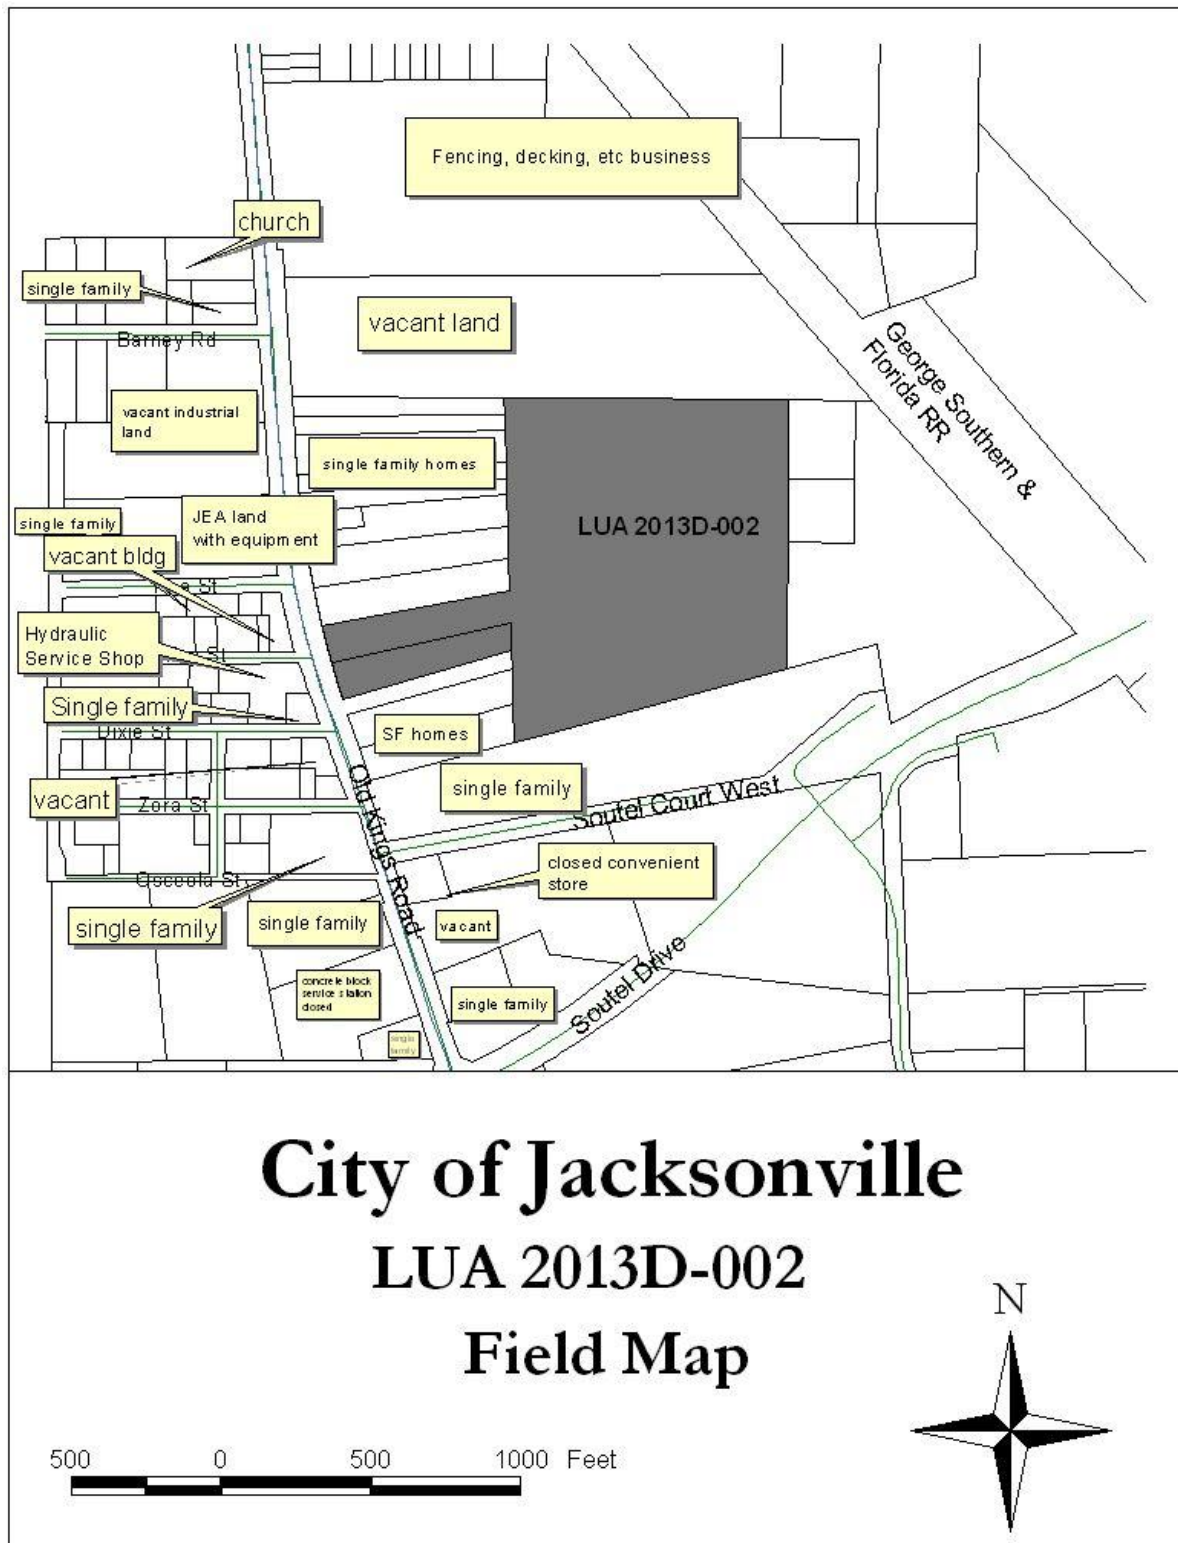 Fencing, decking, etc business
church
single family
vacant land
Barney Rd
George Southern &
Florida RR
vacant industrial
land
single family homes
single family
JEA land
with equipment
LUA 2013D-002
vacant bldg
St
Hydraulic
Service Shop
St
Single family
Dixie St
SF homes
single family
vacant
Zora St
Old Kings Road
Soutel Court West
closed convenient
store
Osceola St
single family
single family
vacant
Soutel Drive
concrete block
service station
closed
single family
single
family
City of Jacksonville
LUA 2013D-002
Field Map
N
500 0 500 1000 Feet